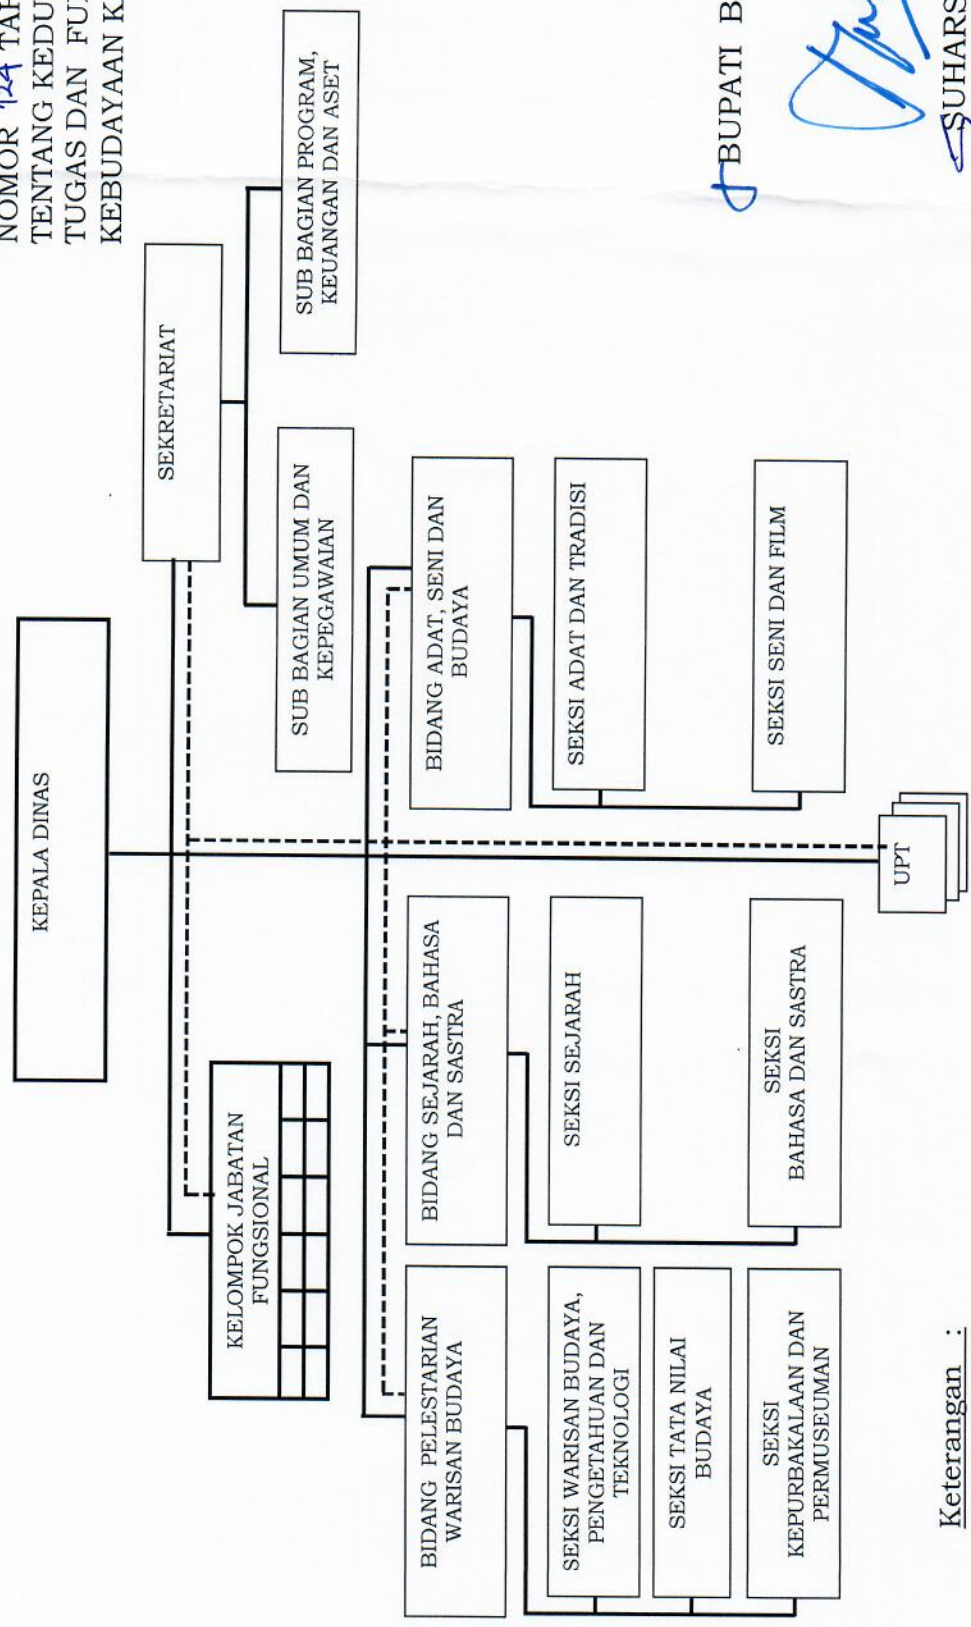 NOMOR 124 TAH
TENTANG KEDU
TUGAS DAN FU
KEBUDAYAAN K
KEPALA DINAS
SEKRETARIAT
KELOMPOK JABATAN
FUNGSIONAL
SUB BAGIAN UMUM DAN
KEPEGAWAIAN
SUB BAGIAN PROGRAM,
KEUANGAN DAN ASET
BIDANG PELESTARIAN
WARISAN BUDAYA
BIDANG SEJARAH, BAHASA
DAN SASTRA
BIDANG ADAT, SENI DAN
BUDAYA
SEKSI WARISAN BUDAYA,
PENGETAHUAN DAN
TEKNOLOGI
SEKSI SEJARAH
SEKSI ADAT DAN TRADISI
SEKSI TATA NILAI
BUDAYA
SEKSI
KEPURBAKALAAN DAN
PERMUSEUMAN
SEKSI
BAHASA DAN SASTRA
SEKSI SENI DAN FILM
UPT
BUPATI B
SUHARS
Keterangan :